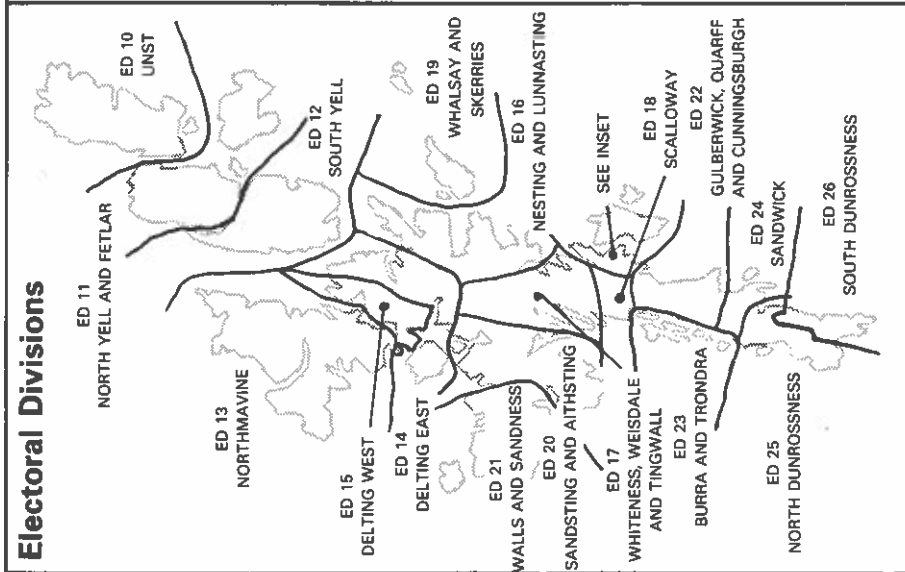 Electoral Divisions
ED 10
UNST
ED 11
NORTH YELL AND FETLAR
ED 12
SOUTH YELL
ED 13
NORTHMAVINE
ED 19
WHALSAY AND
SKERRIES
ED 15
DELTING WEST
ED 14
DELTING EAST
ED 16
NESTING AND LUNNASTING
ED 21
WALLS AND SANDNESS
ED 20
SANDSTING AND AITHSTING
SEE INSET
ED 17
WHITENESS, WEISDALE
AND TINGWALL
ED 18
SCALLOWAY
ED 22
GULBERWICK, QUARFF
AND CUNNINGSBURGH
ED 23
BURRA AND TRONDRA
ED 24
SANDWICK
ED 25
NORTH DUNROSSNESS
ED 26
SOUTH DUNROSSNESS